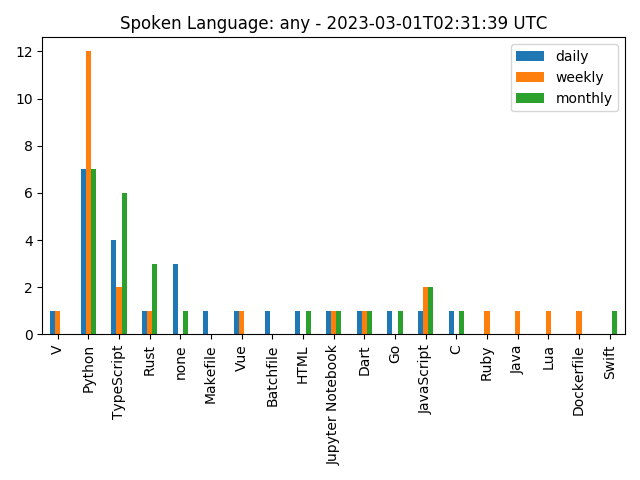 Spoken Language: any - 2023-03-01T02:31:39 UTC
daily
weekly
monthly
12
10
8
6
4
2
0
V
Python
TypeScript
Rust
none
Makefile
Vue
Batchfile
HTML
Jupyter Notebook
Dart
Go
JavaScript
C
Ruby
Java
Lua
Dockerfile
Swift